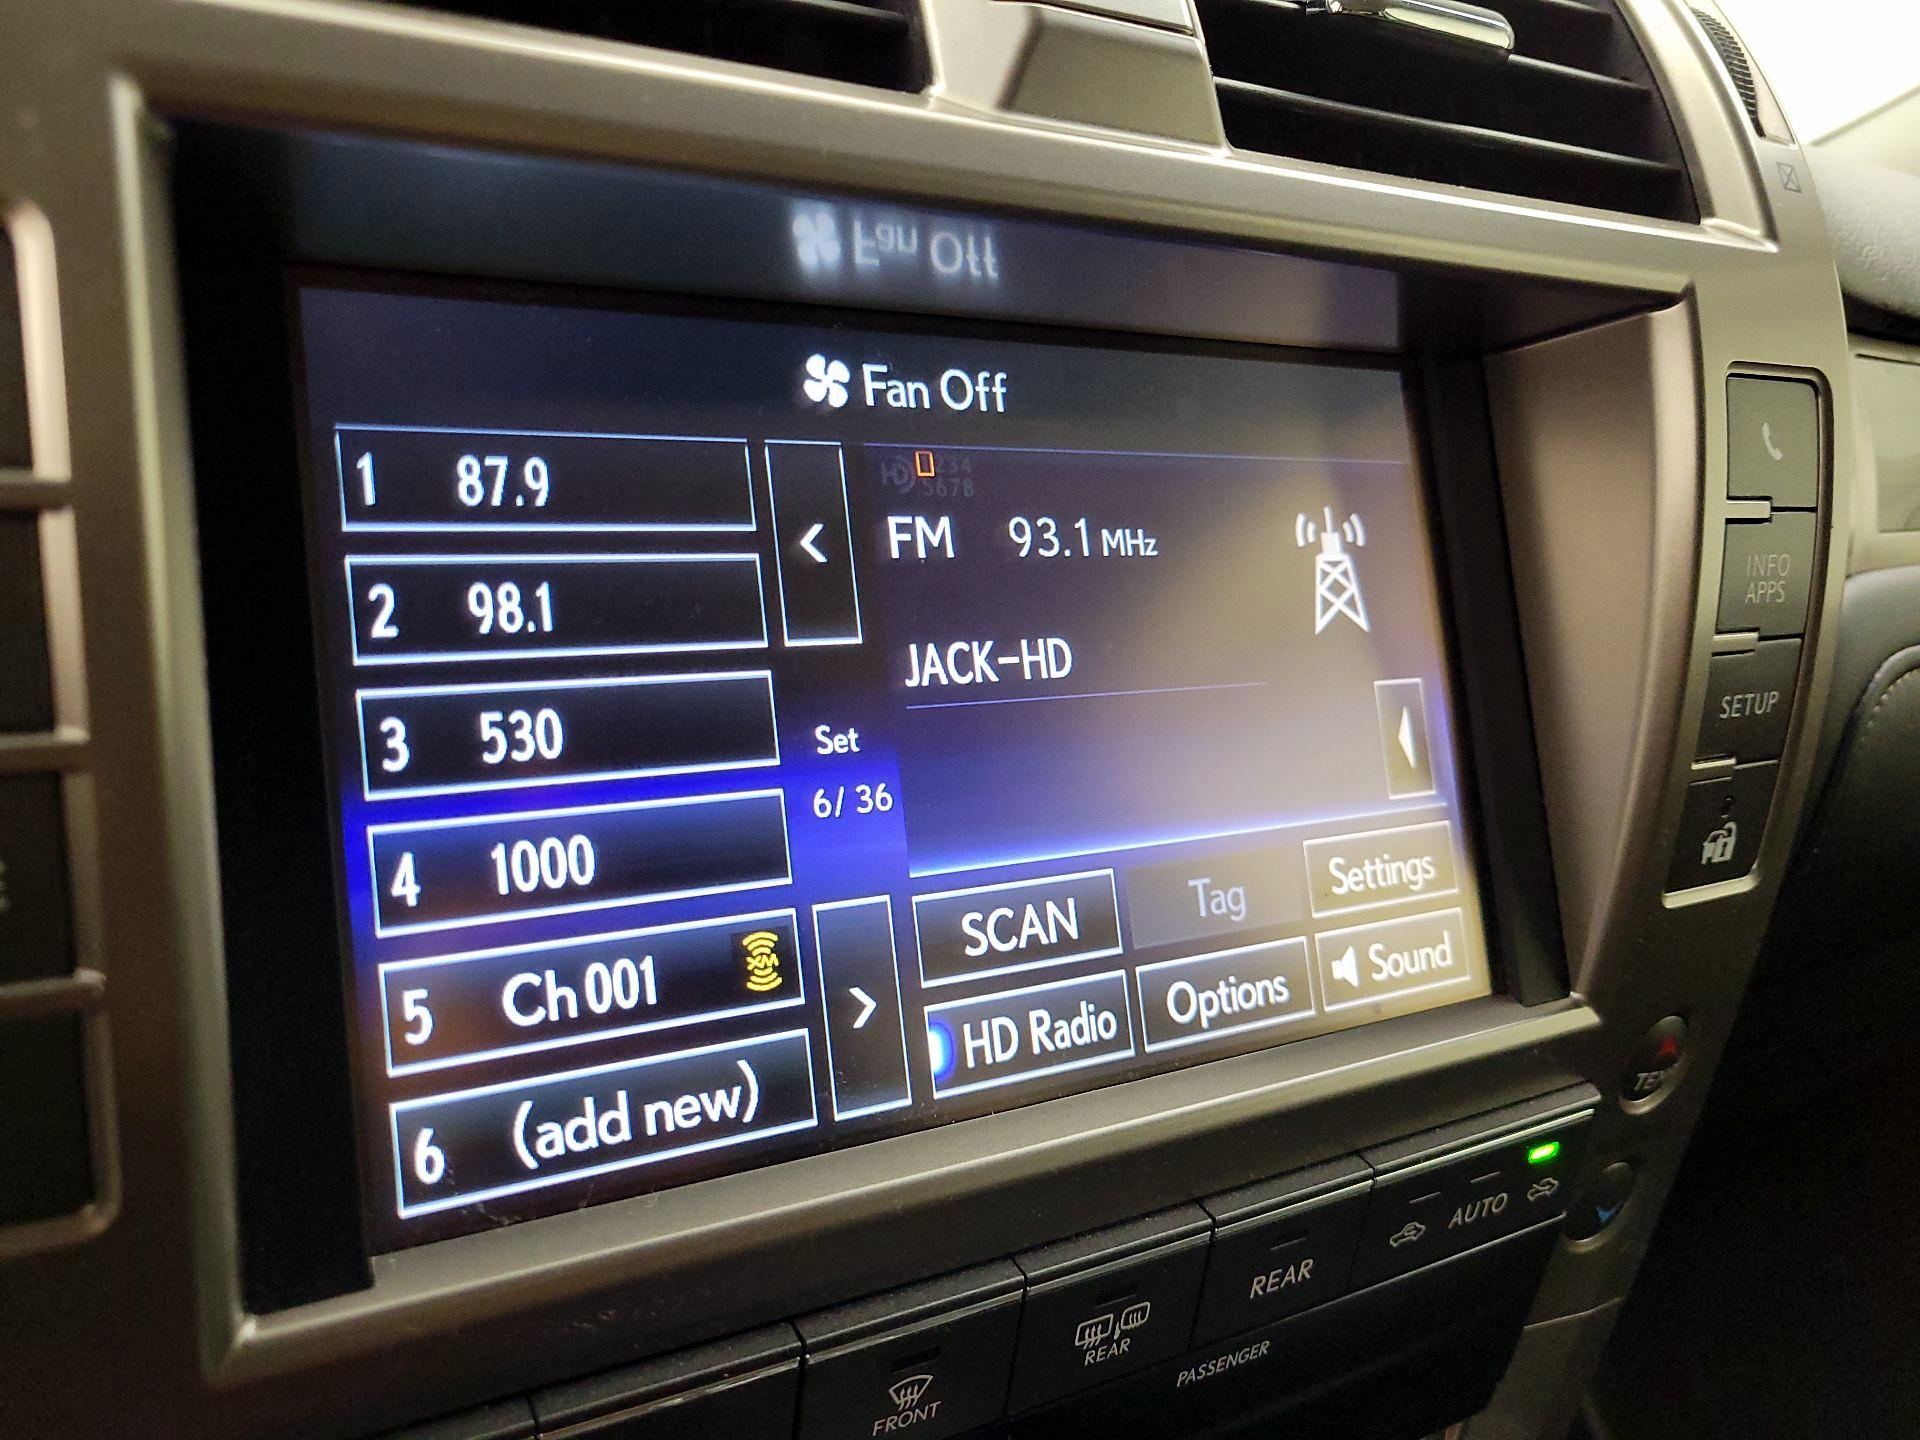 Fan Off
Fan Off
1 87.9
2 98.1
3 530
4 1000
5 Ch 001 XM
6 (add new)
<
Set
6/ 36
>
HD 234
5678
FM 93.1 MHz
JACK-HD
SCAN
Tag
Settings
HD Radio
Options
Sound
INFO
APPS
SETUP
AUTO
REAR
REAR
PASSENGER
FRONT